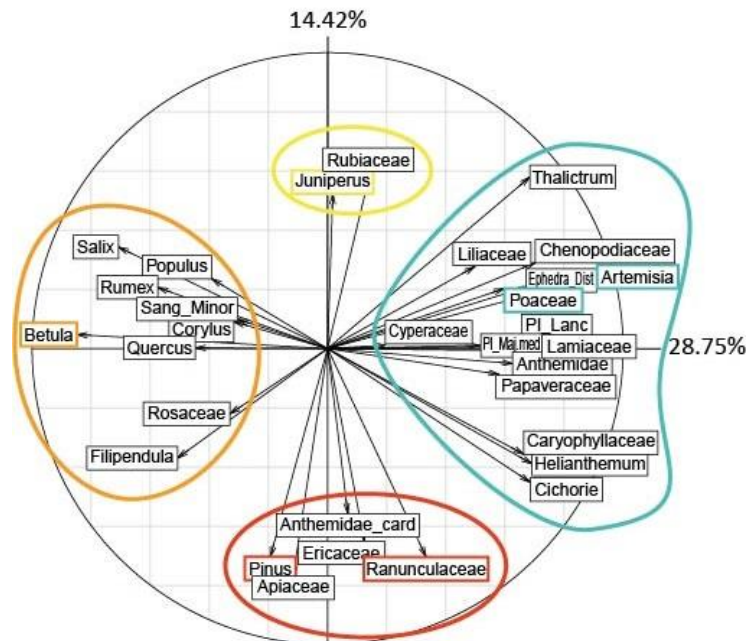 14.42%
Rubiaceae
Juniperus
Thalictrum
Salix
Liliaceae
Chenopodiaceae
Populus
Ephedra_Dist
Artemisia
Rumex
Poaceae
Sang_Minor
Betula
Corylus
Cyperaceae
Pl_Lanc
Quercus
Pl_Maj.med
Lamiaceae
28.75%
Anthemidae
Papaveraceae
Rosaceae
Filipendula
Caryophyllaceae
Helianthemum
Cichorie
Anthemidae_card
Ericaceae
Pinus
Ranunculaceae
Apiaceae